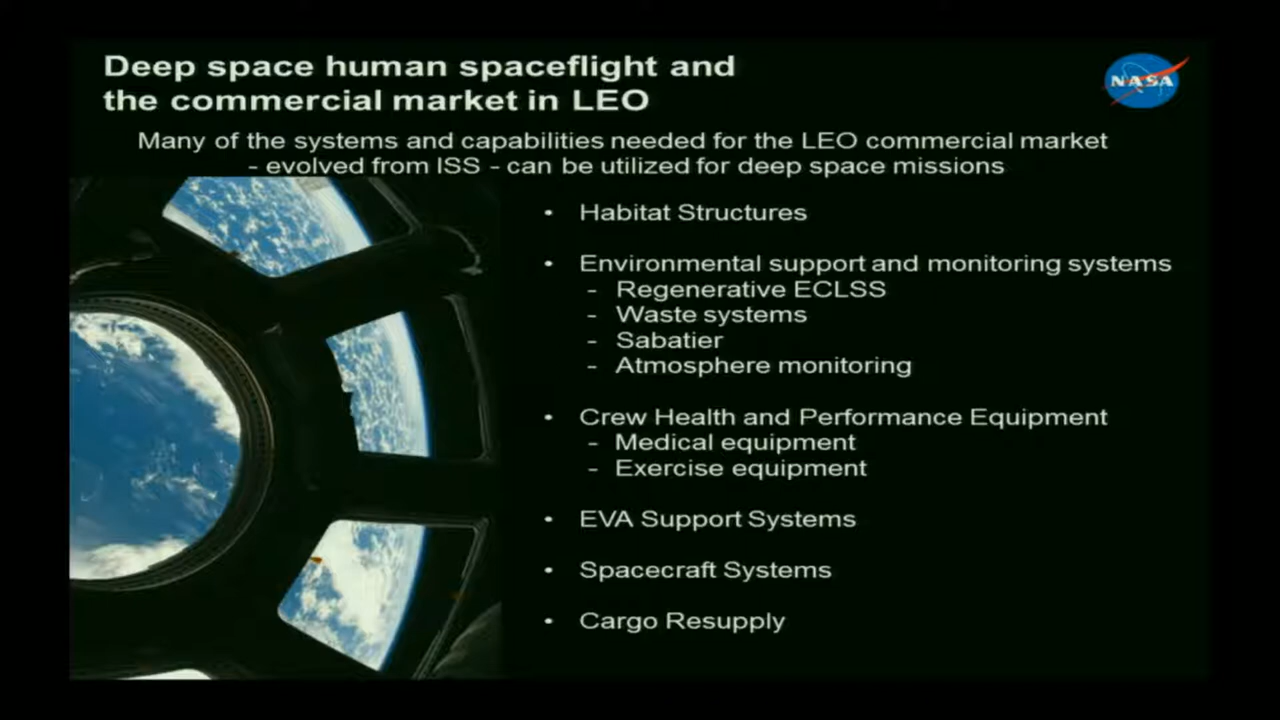 Deep space human spaceflight and
the commercial market in LEO
NASA
Many of the systems and capabilities needed for the LEO commercial market
- evolved from ISS - can be utilized for deep space missions
• Habitat Structures
• Environmental support and monitoring systems
- Regenerative ECLSS
- Waste systems
- Sabatier
- Atmosphere monitoring
• Crew Health and Performance Equipment
- Medical equipment
- Exercise equipment
• EVA Support Systems
• Spacecraft Systems
• Cargo Resupply